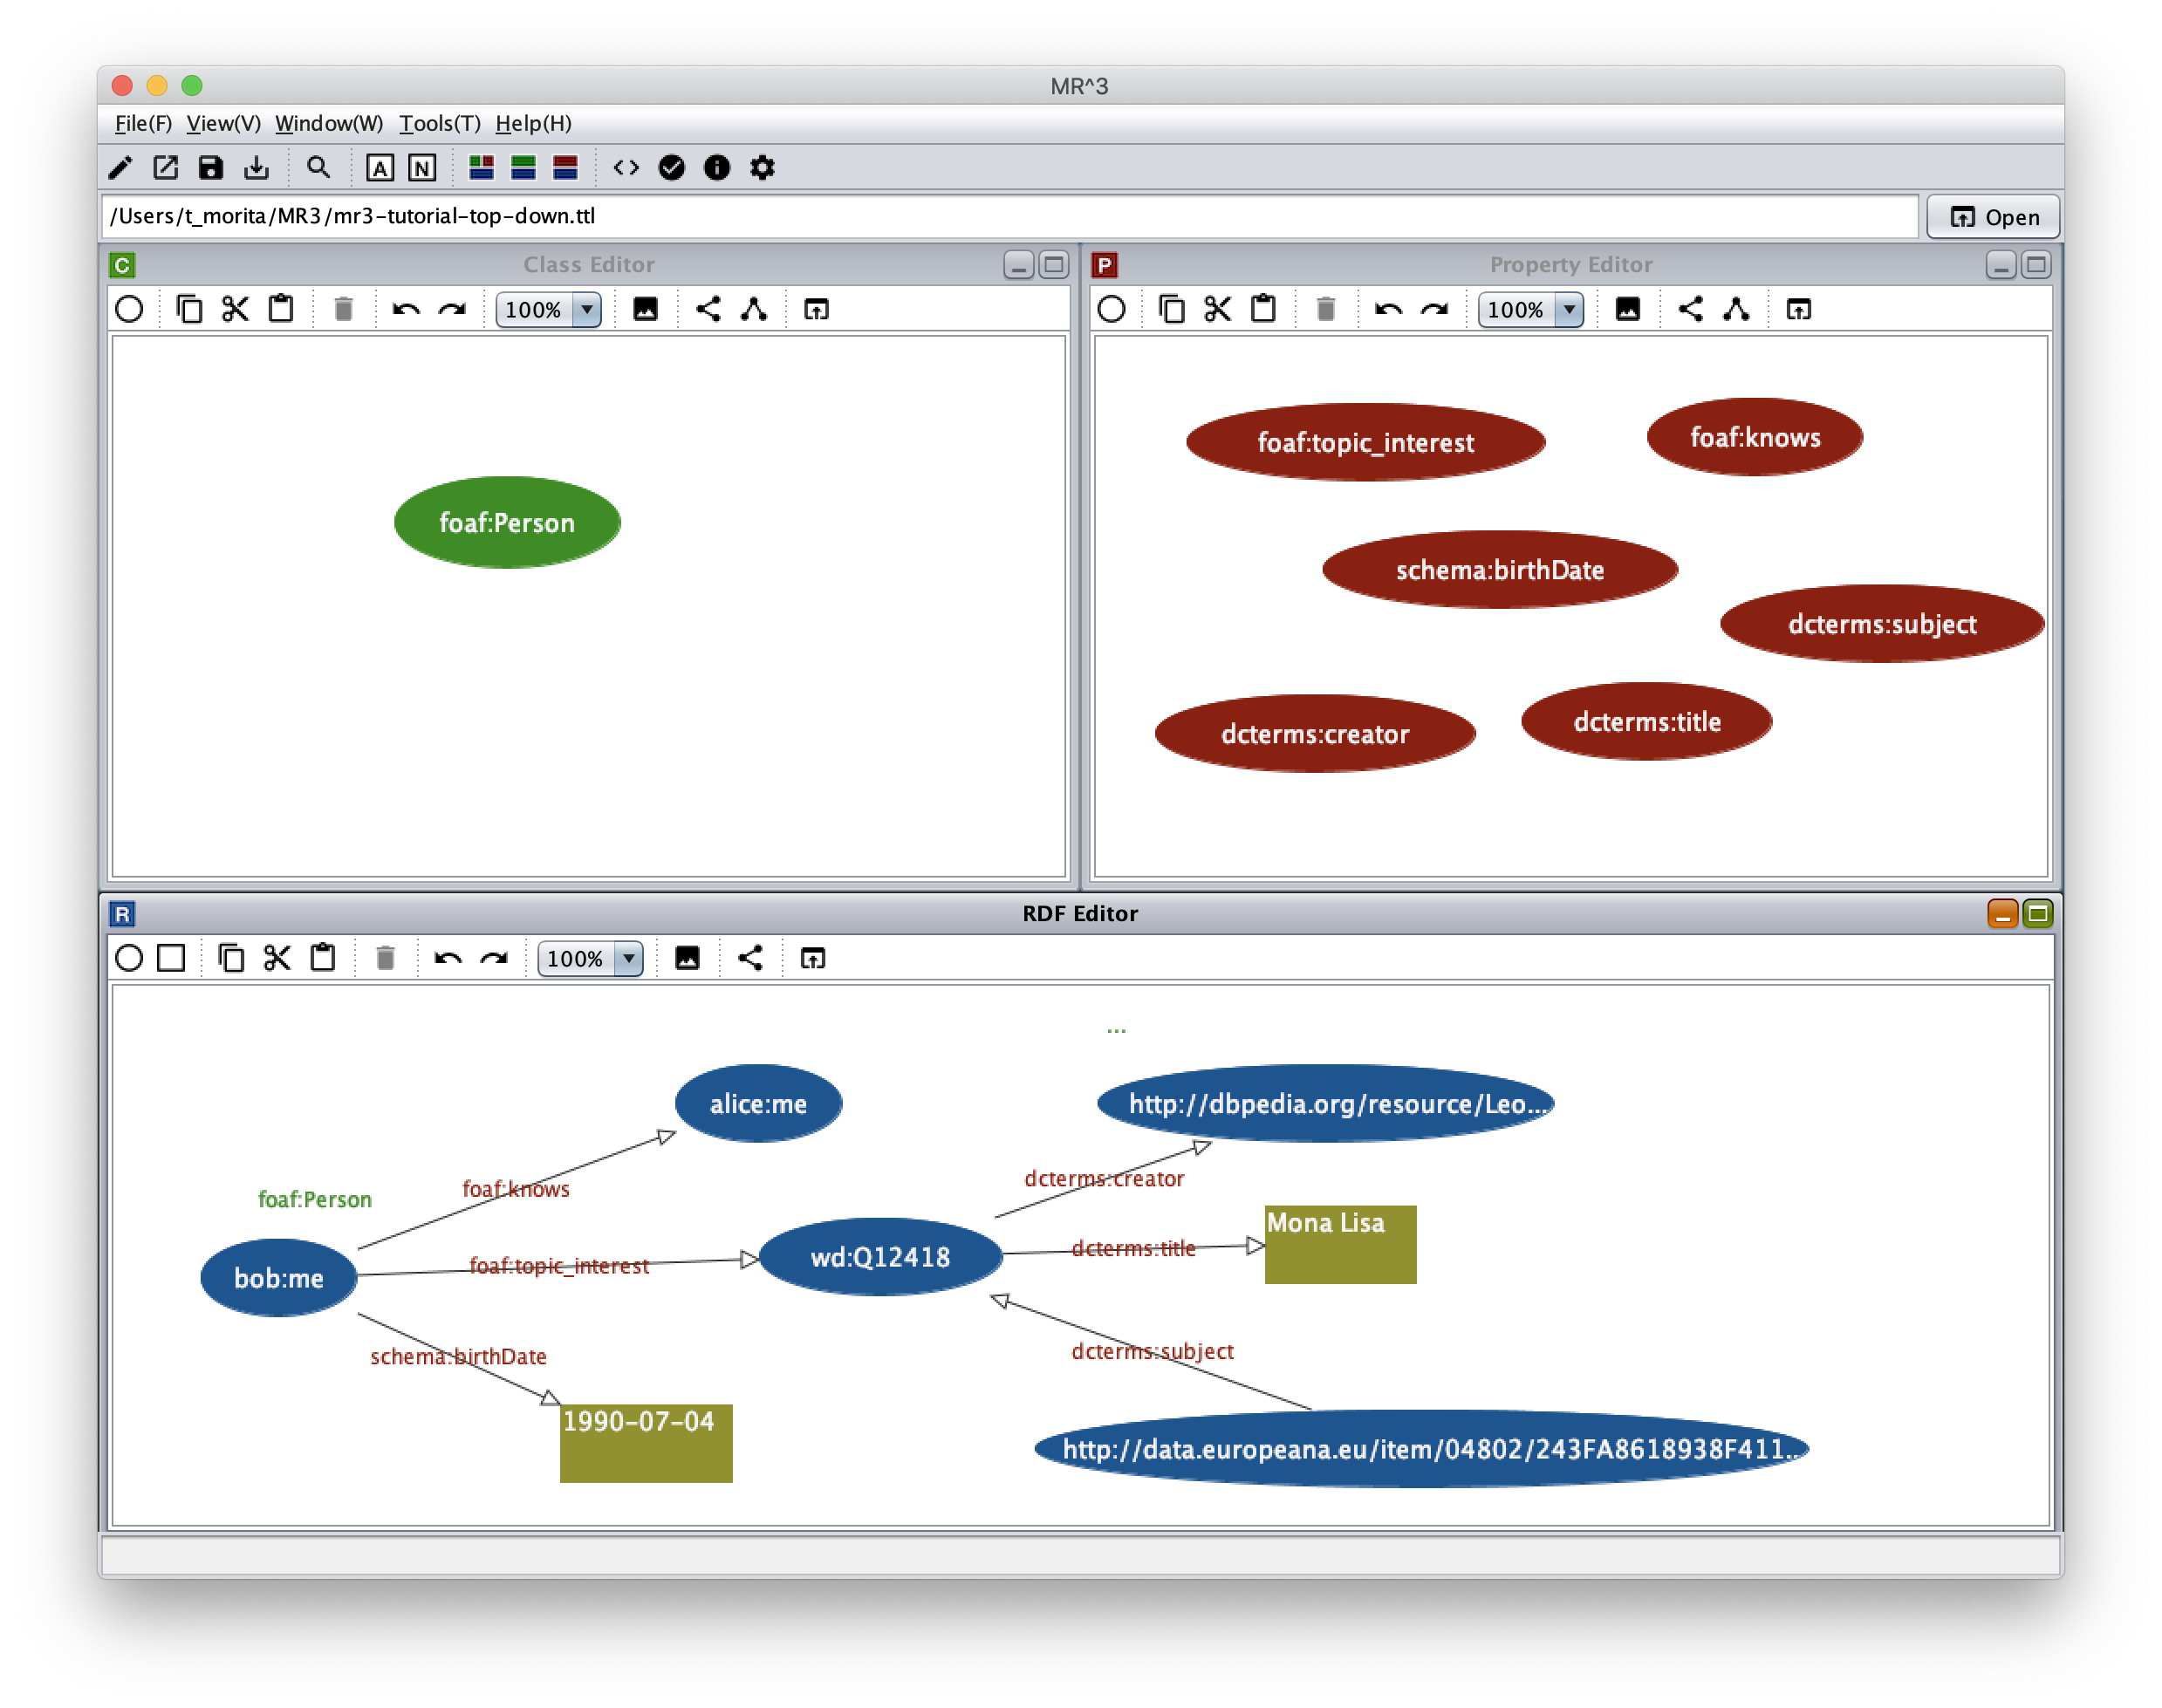 MR^3
File(F) View(V) Window(W) Tools(T) Help(H)
A N
/Users/t_morita/MR3/mr3-tutorial-top-down.ttl
Open
C Class Editor
100%
foaf:Person
P Property Editor
100%
foaf:topic_interest
foaf:knows
schema:birthDate
dcterms:subject
dcterms:title
dcterms:creator
R RDF Editor
100%
...
alice:me
http://dbpedia.org/resource/Leo...
dcterms:creator
foaf:knows
foaf:Person
Mona Lisa
dcterms:title
wd:Q12418
foaf:topic_interest
bob:me
dcterms:subject
schema:birthDate
1990-07-04
http://data.europeana.eu/item/04802/243FA8618938F411...